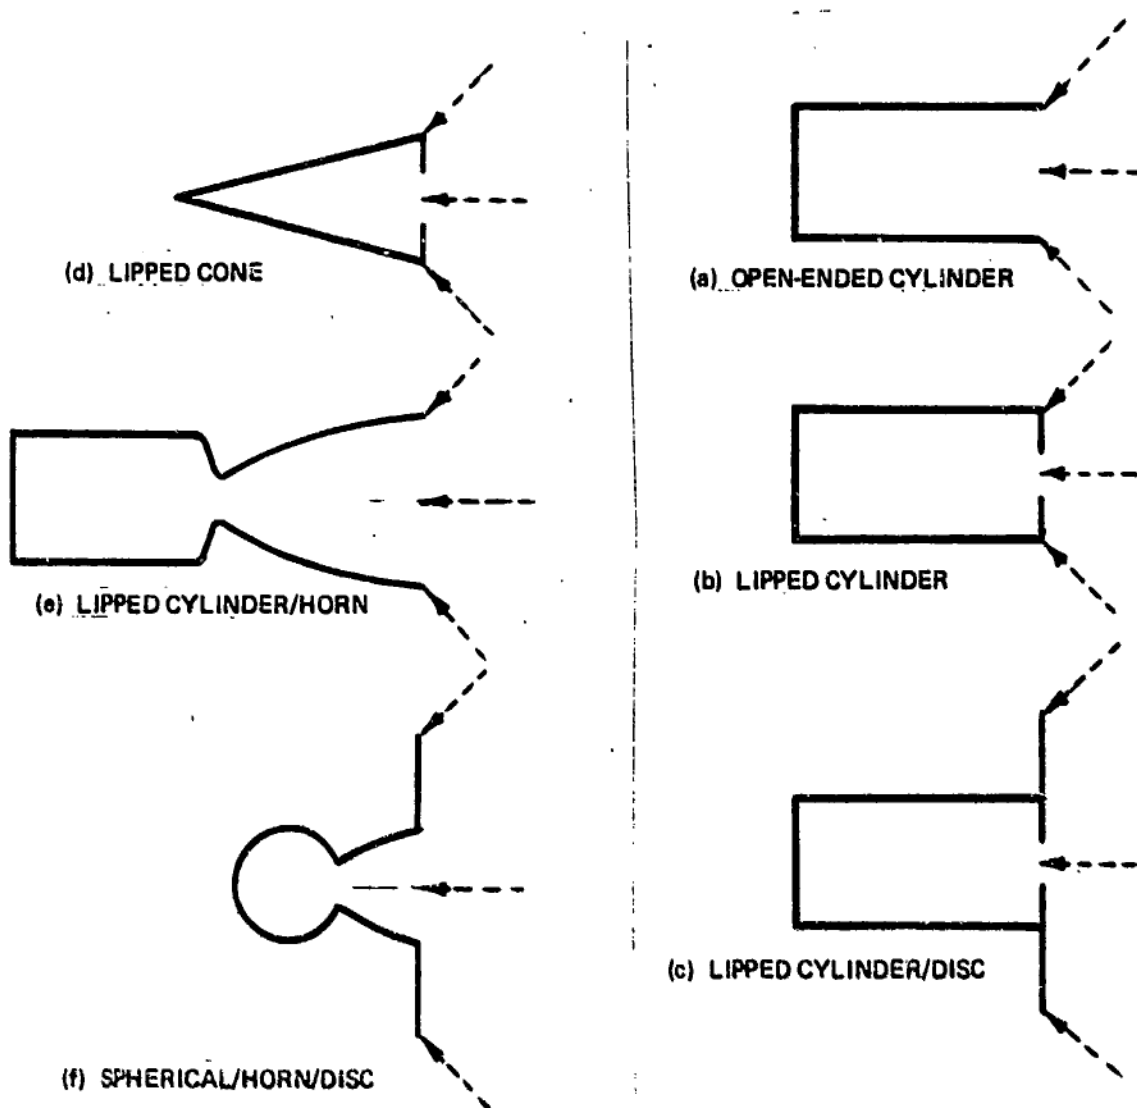 (d) LIPPED CONE
(a) OPEN-ENDED CYLINDER
(e) LIPPED CYLINDER/HORN
(b) LIPPED CYLINDER
(c) LIPPED CYLINDER/DISC
(f) SPHERICAL/HORN/DISC